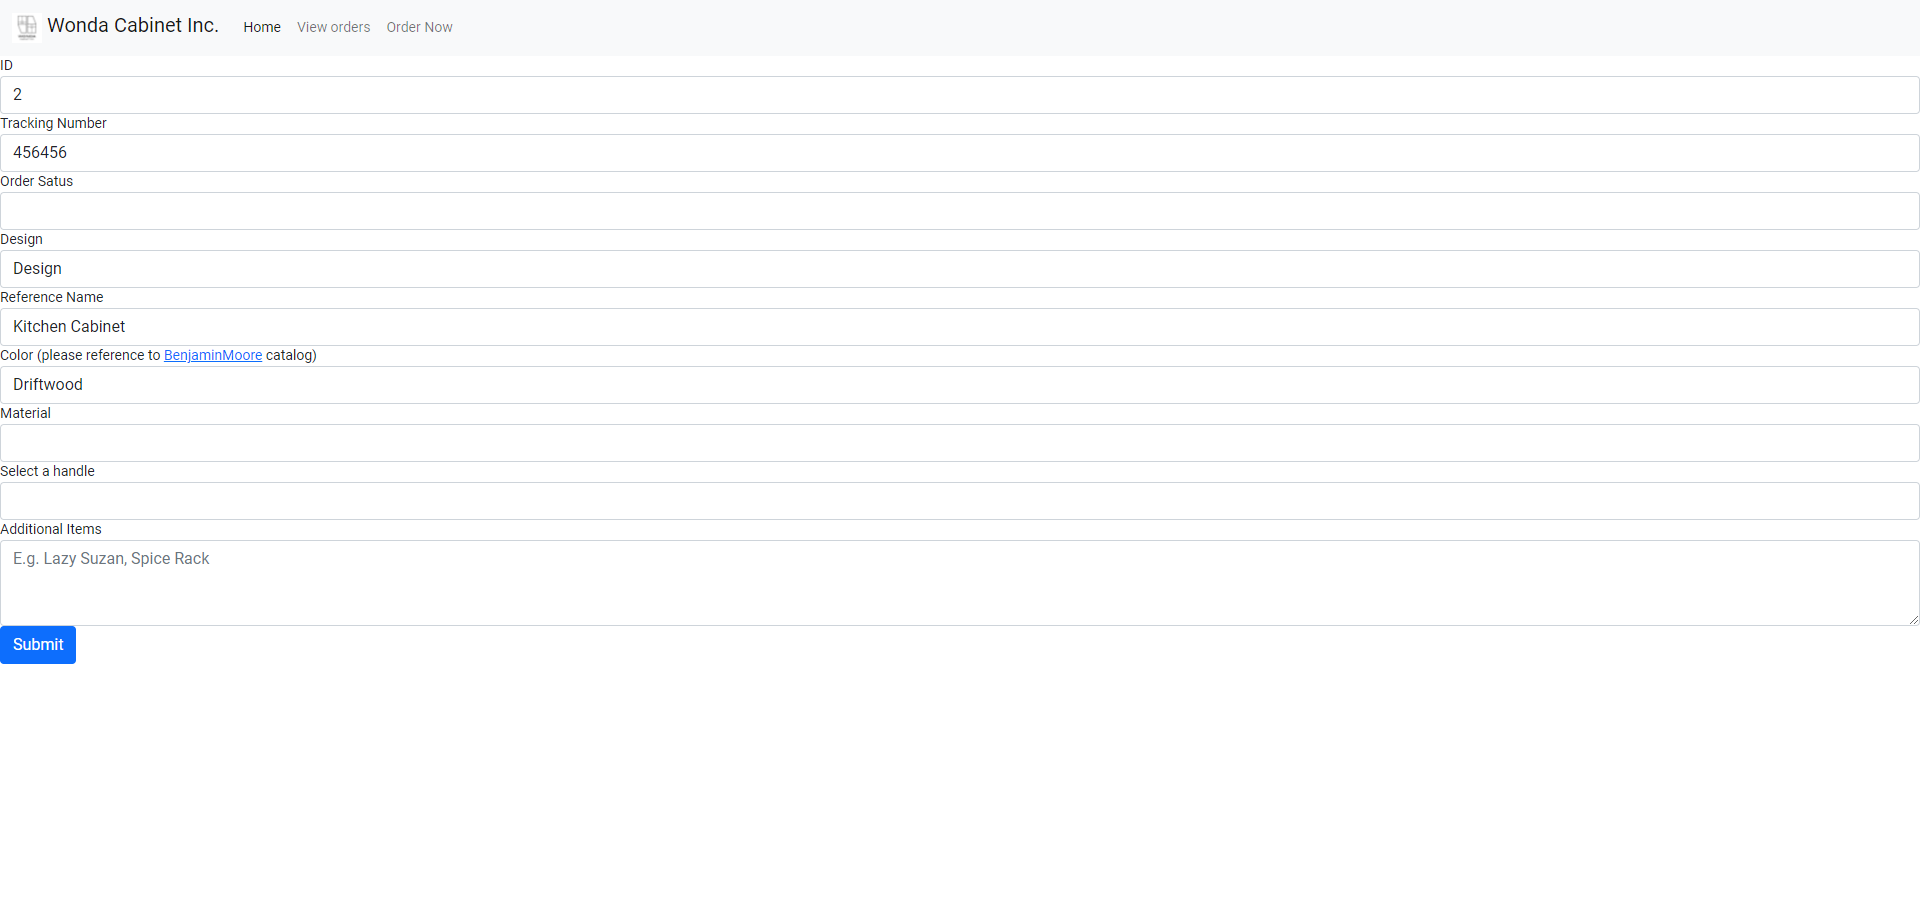 Wonda Cabinet Inc. Home View orders Order Now
ID
2
Tracking Number
456456
Order Satus
Design
Design
Reference Name
Kitchen Cabinet
Color (please reference to BenjaminMoore catalog)
Driftwood
Material
Select a handle
Additional Items
E.g. Lazy Suzan, Spice Rack
Submit